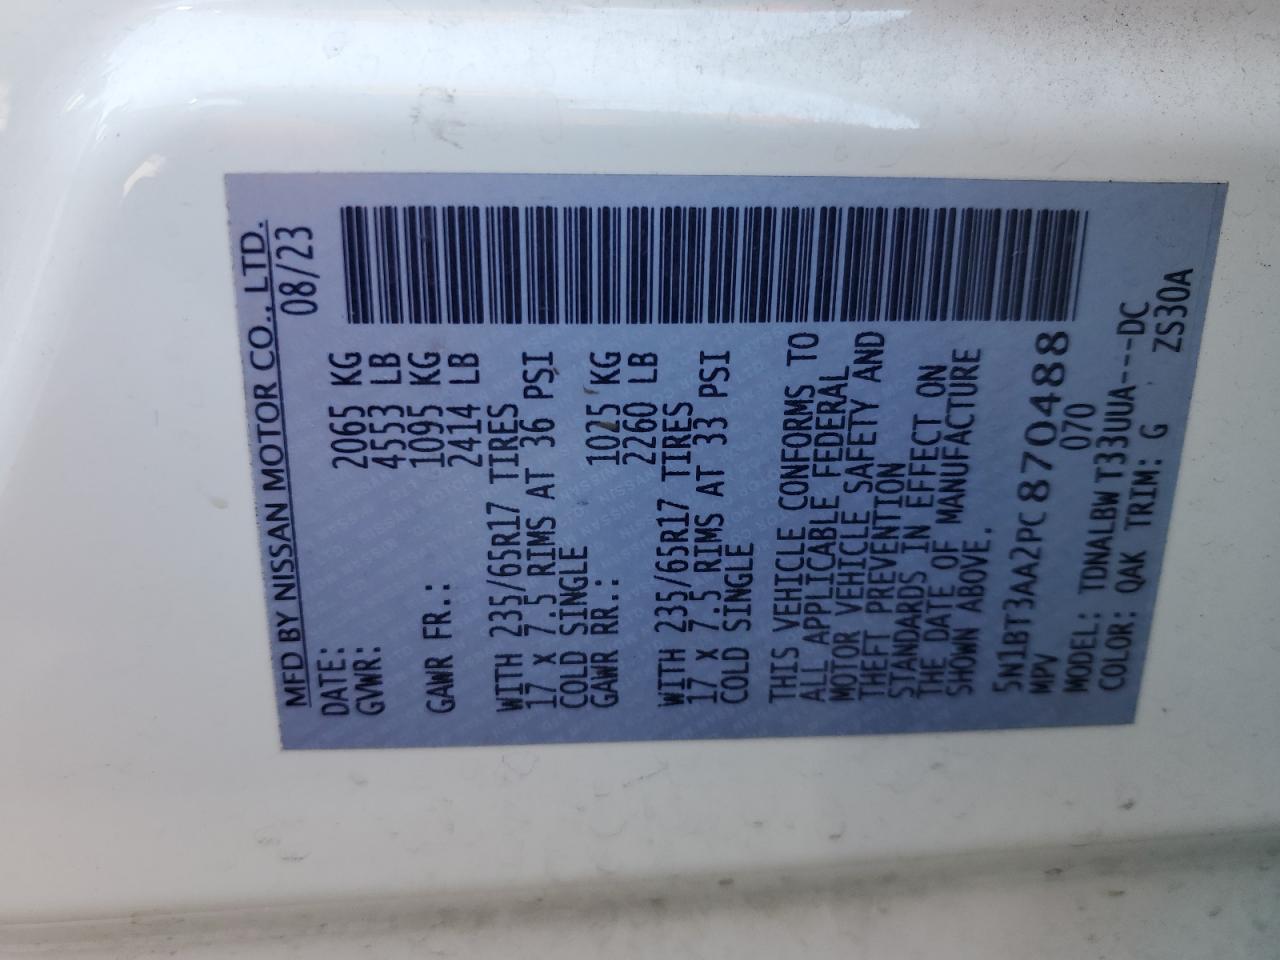 MFD BY NISSAN MOTOR CO., LTD.
DATE: 08/23
GVWR: 2065 KG
4553 LB
GAWR FR.: 1095 KG
2414 LB
WITH 235/65R17 TIRES
17 X 7.5 RIMS AT 36 PSI
COLD SINGLE
GAWR RR.: 1025 KG
2260 LB
WITH 235/65R17 TIRES
17 X 7.5 RIMS AT 33 PSI
COLD SINGLE
THIS VEHICLE CONFORMS TO
ALL APPLICABLE FEDERAL
MOTOR VEHICLE SAFETY AND
THEFT PREVENTION
STANDARDS IN EFFECT ON
THE DATE OF MANUFACTURE
SHOWN ABOVE.
5N1BT3AA2PC870488
MPV 070
MODEL: TDNALBWT33UUA---DC
COLOR: QAK TRIM: G ZS30A